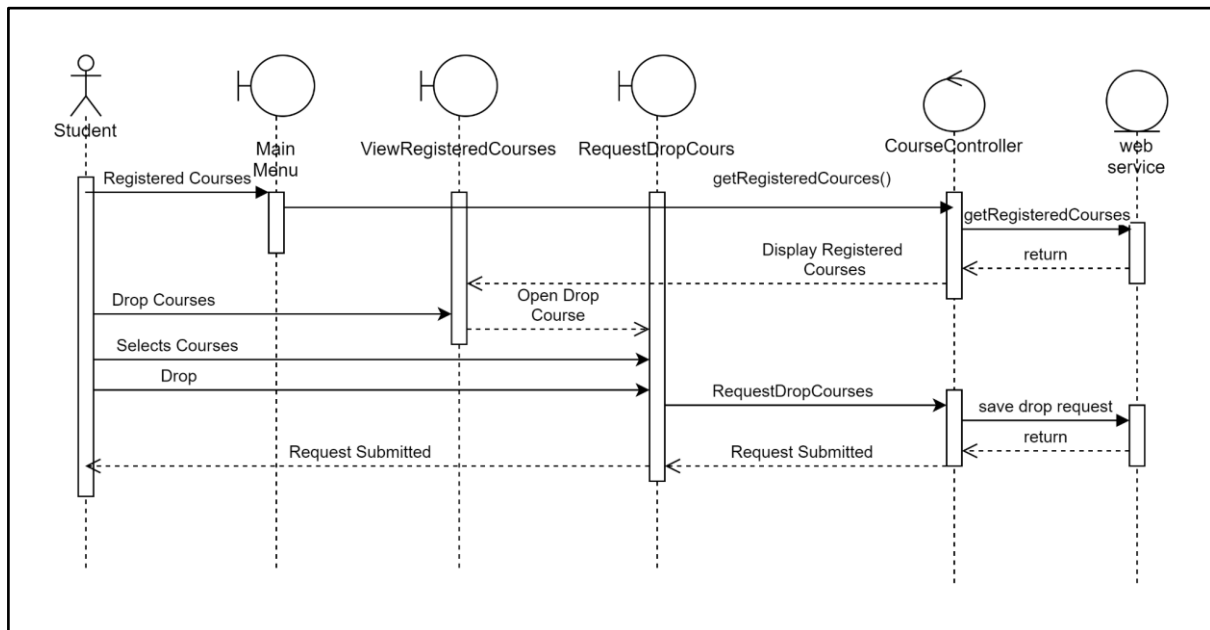 Student
Main
Menu
ViewRegisteredCourses
RequestDropCours
CourseController
web
service
Registered Courses
getRegisteredCources()
getRegisteredCourses
return
Display Registered
Courses
Drop Courses
Open Drop
Course
Selects Courses
Drop
RequestDropCourses
save drop request
return
Request Submitted
Request Submitted